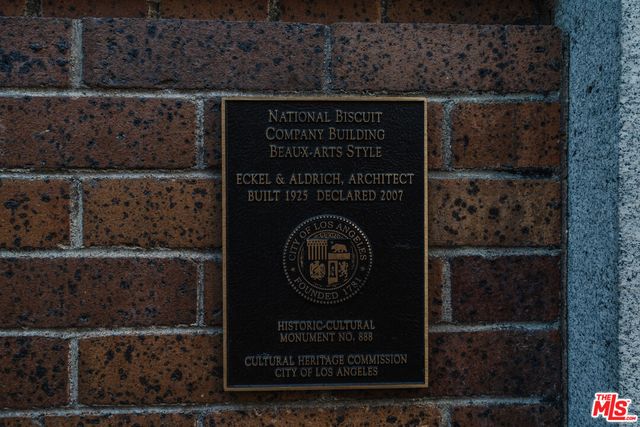 National Biscuit
Company Building
Beaux-Arts Style
Eckel & Aldrich, Architect
Built 1925 Declared 2007
CITY OF LOS ANGELES
FOUNDED 1781
Historic-Cultural
Monument No. 888
Cultural Heritage Commission
City of Los Angeles
THE
MLS